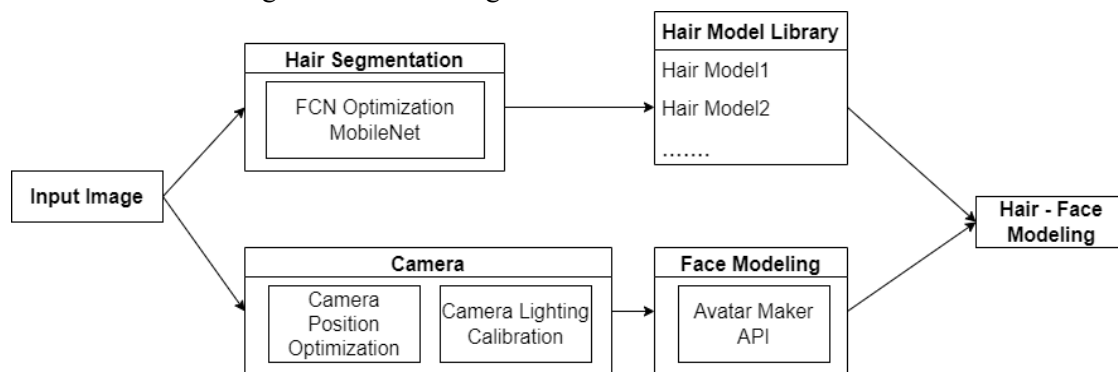 Input Image
Hair Segmentation
FCN Optimization
MobileNet
Hair Model Library
Hair Model1
Hair Model2
.......
Camera
Camera
Position
Optimization
Camera Lighting
Calibration
Face Modeling
Avatar Maker
API
Hair - Face
Modeling